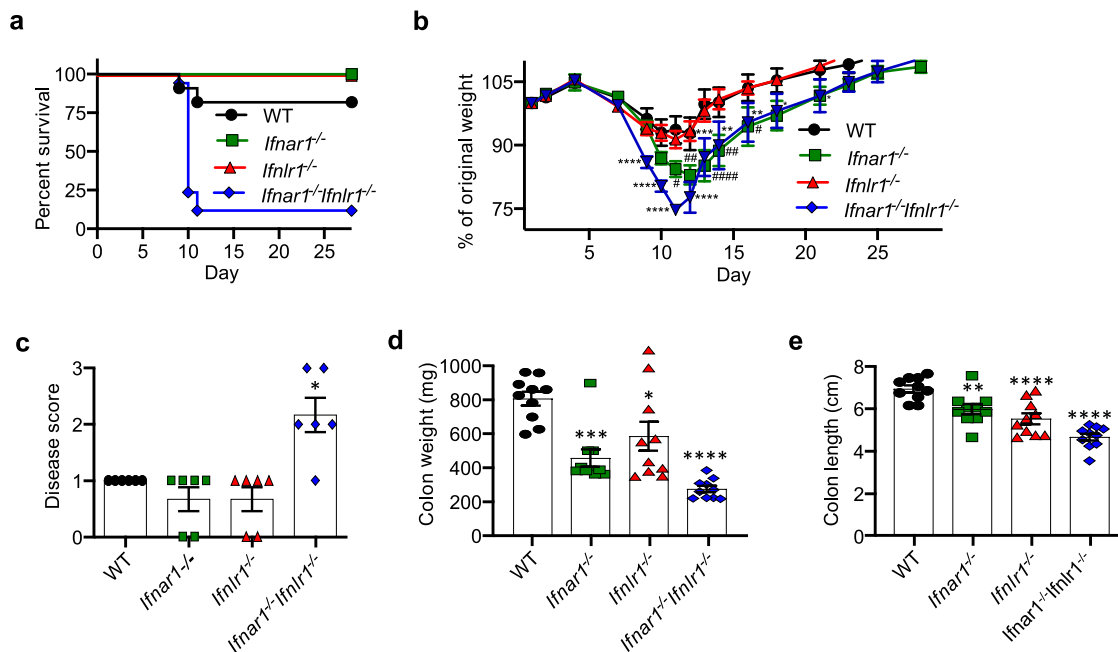 a
Percent survival
100
75
50
25
0
0 5 10 15 20 25 30
Day
WT
Ifnar1-/-
Ifnlr1-/-
Ifnar1-/-Ifnlr1-/-
b
% of original weight
105
90
75
5 10 15 20 25
Day
**** **** **** **** *** ** ** *
# ## #### ## #
WT
Ifnar1-/-
Ifnlr1-/-
Ifnar1-/-Ifnlr1-/-
c
Disease score
3
2
1
0
*
WT
Ifnar1-/-
Ifnlr1-/-
Ifnar1-/-Ifnlr1-/-
d
Colon weight (mg)
1000
800
600
400
200
0
***
*
****
WT
Ifnar1-/-
Ifnlr1-/-
Ifnar1-/-Ifnlr1-/-
e
Colon length (cm)
8
6
4
2
0
**
****
****
WT
Ifnar1-/-
Ifnlr1-/-
Ifnar1-/-Ifnlr1-/-